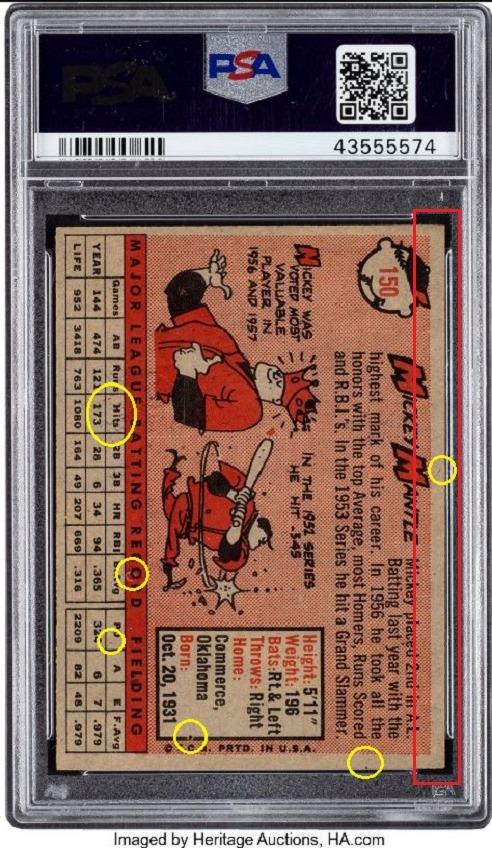 PSA
PSA
43555574
150
MICKEY MANTLE
Mickey placed 2nd in A.L.
Batting last year with the
highest mark of his career. In 1956 he took all the
honors with the top Average, most Homers, Runs Scored
and R.B.I.'s. In the 1953 Series he hit a Grand Slammer.
MICKEY WAS
VOTED MOST
VALUABLE
PLAYER IN
1956 AND 1957
IN THE 1952 SERIES
HE HIT .345
Height: 5'11"
Weight: 196
Bats: Rt & Left
Throws: Right
Home:
Commerce,
Oklahoma
Born:
Oct. 20, 1931
PRTD. IN U.S.A.
MAJOR LEAGUE BATTING RECORD FIELDING
Games AB Runs Hits 2B 3B HR RBI Avg A E F.Avg
YEAR 144 474 121 173 28 6 34 94 .365 324 6 7 .979
LIFE 952 3418 763 1080 164 49 207 669 .316 2209 82 48 .979
Imaged by Heritage Auctions, HA.com